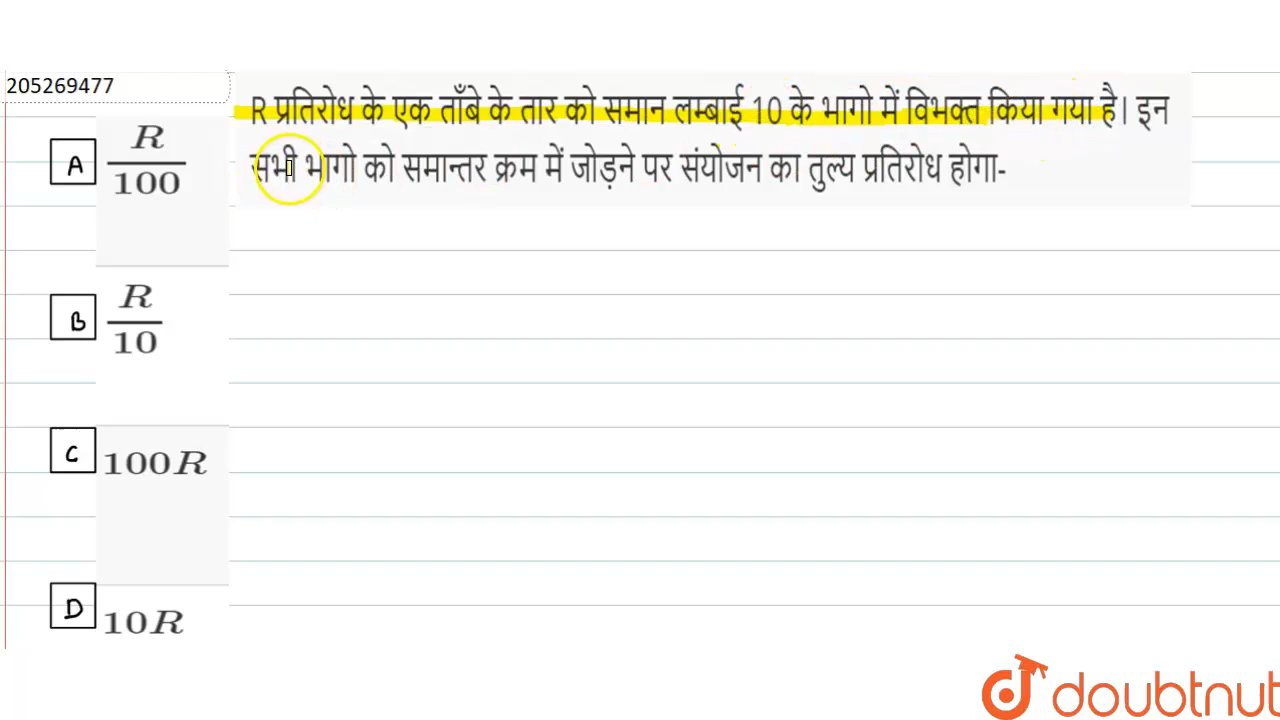 205269477
R प्रतिरोध के एक ताँबे के तार को समान लम्बाई 10 के भागो में विभक्त किया गया है। इन
सभी भागो को समान्तर क्रम में जोड़ने पर संयोजन का तुल्य प्रतिरोध होगा-
A
R
100
B
R
10
C
100R
D
10R
doubtnut